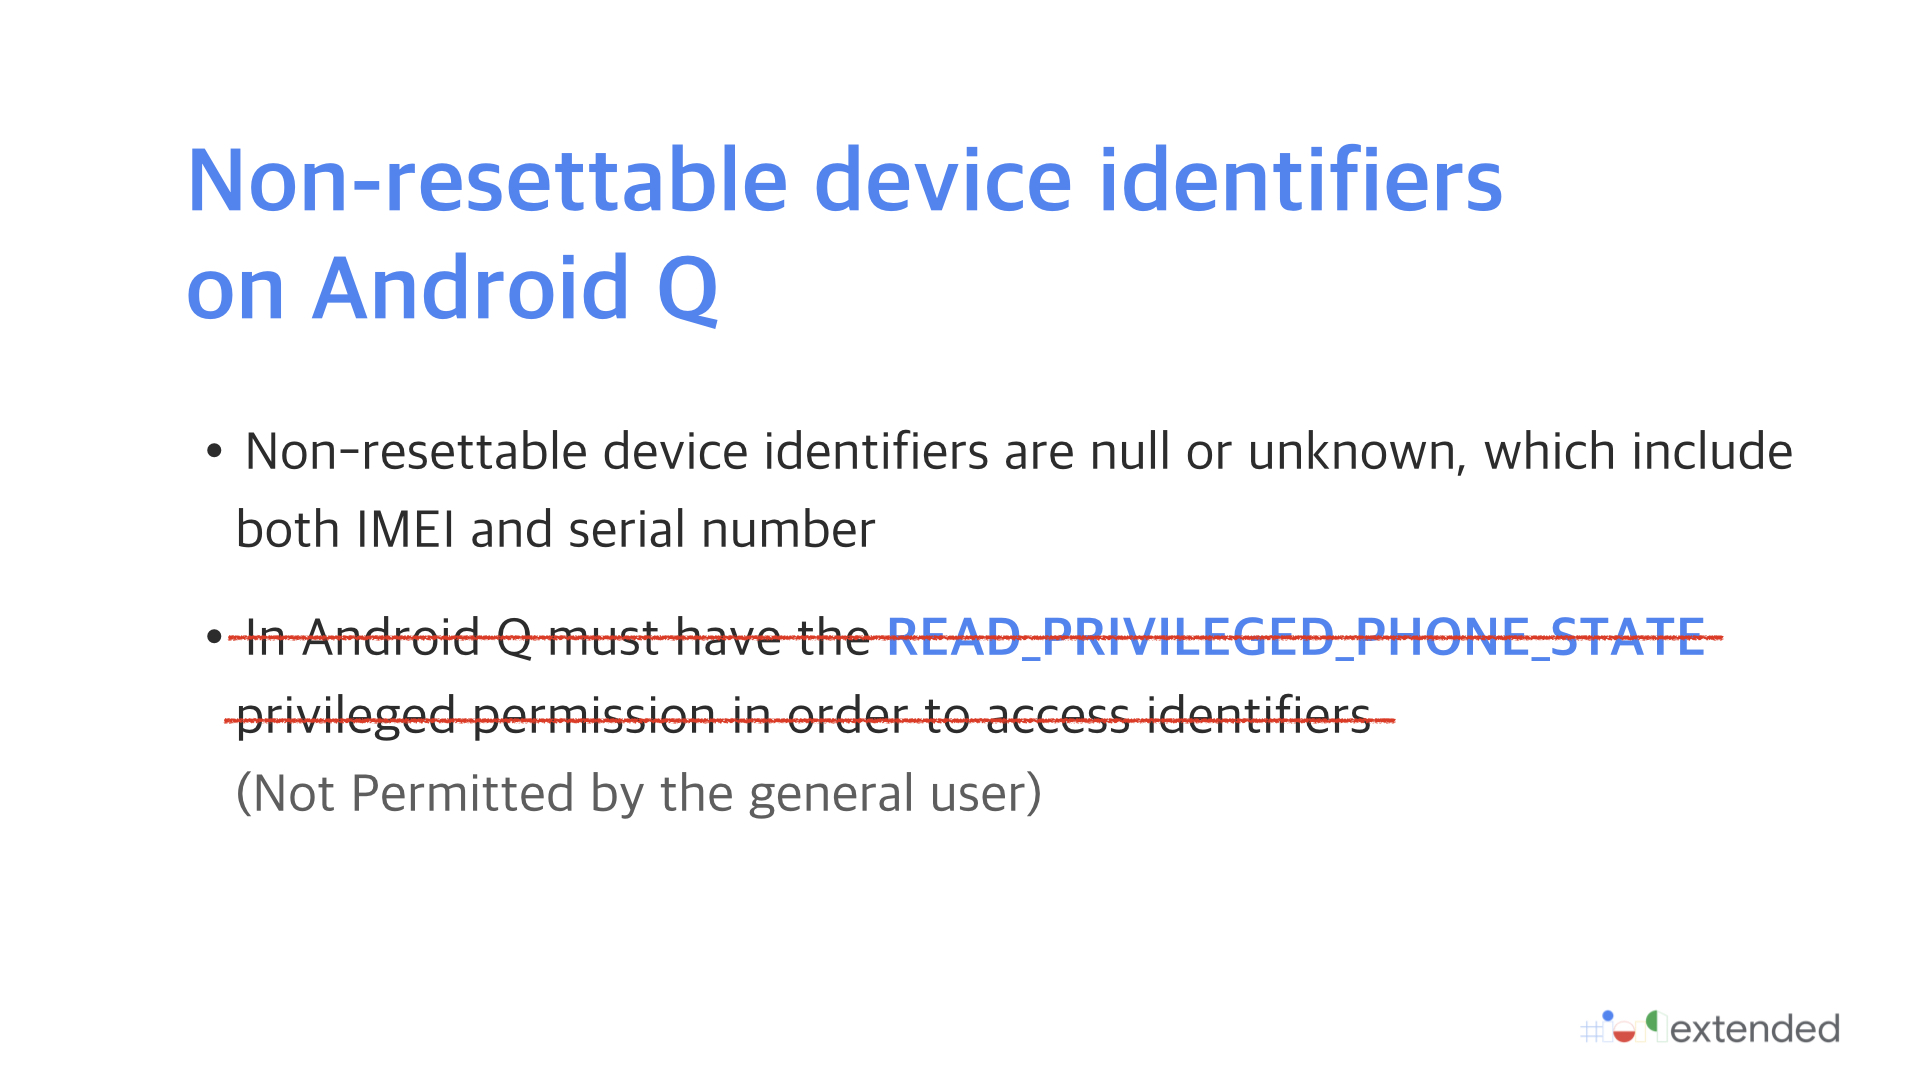 Non-resettable device identifiers
on Android Q
• Non-resettable device identifiers are null or unknown, which include
both IMEI and serial number
• In Android Q must have the READ_PRIVILEGED_PHONE_STATE
privileged permission in order to access identifiers
(Not Permitted by the general user)
#io19extended